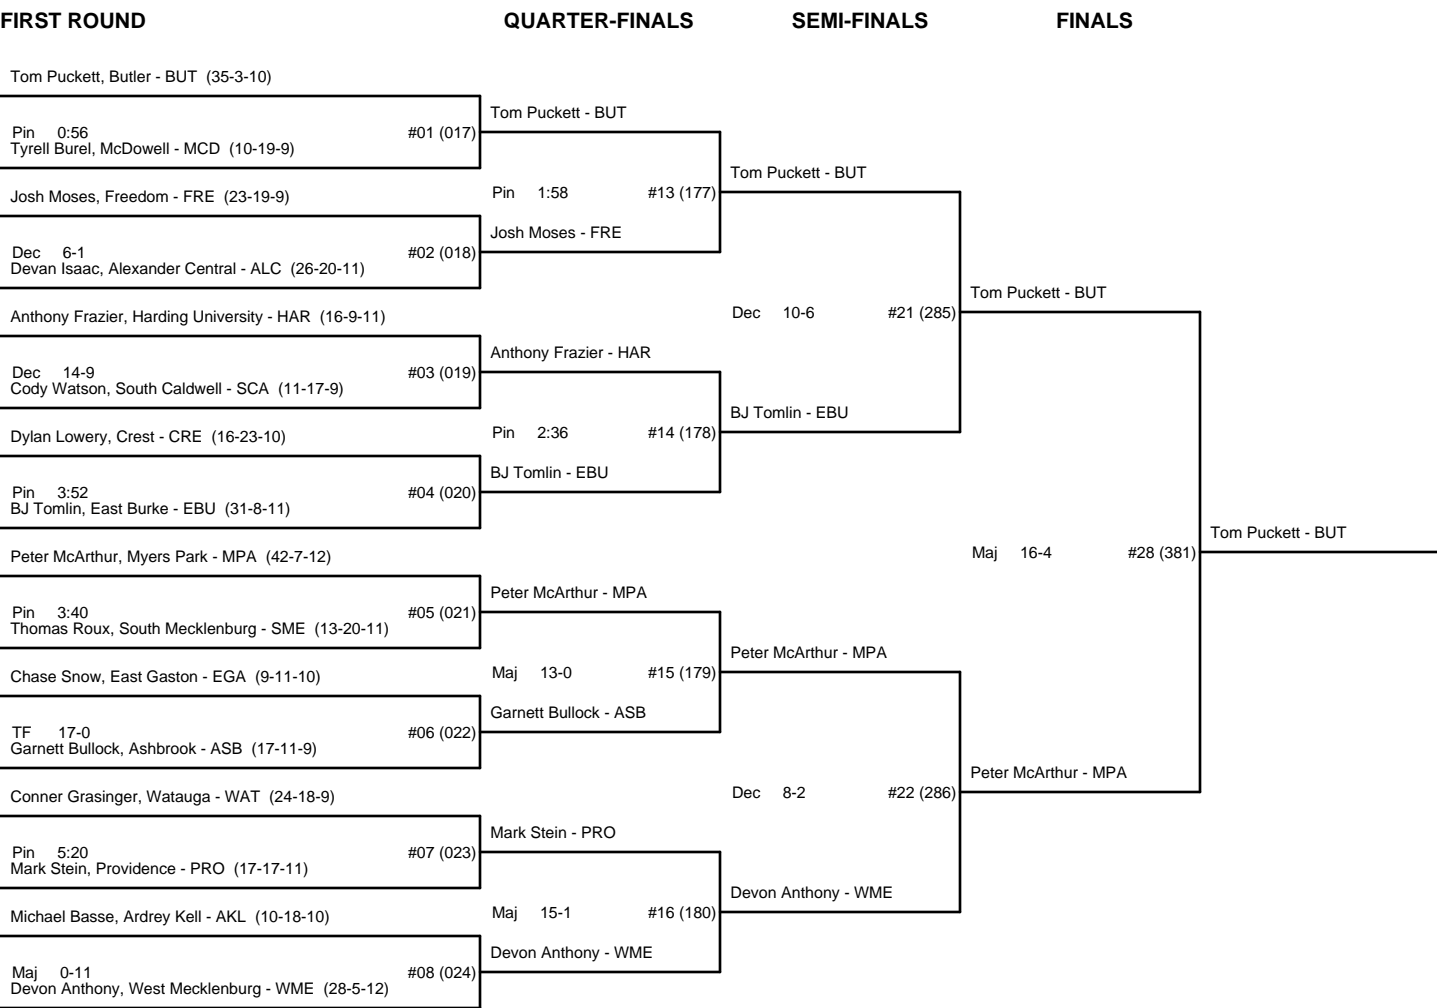 FIRST ROUND QUARTER-FINALS SEMI-FINALS FINALS
Tom Puckett, Butler - BUT (35-3-10)
Pin 0:56 #01 (017)
Tyrell Burel, McDowell - MCD (10-19-9)
Josh Moses, Freedom - FRE (23-19-9)
Dec 6-1 #02 (018)
Devan Isaac, Alexander Central - ALC (26-20-11)
Anthony Frazier, Harding University - HAR (16-9-11)
Dec 14-9 #03 (019)
Cody Watson, South Caldwell - SCA (11-17-9)
Dylan Lowery, Crest - CRE (16-23-10)
Pin 3:52 #04 (020)
BJ Tomlin, East Burke - EBU (31-8-11)
Peter McArthur, Myers Park - MPA (42-7-12)
Pin 3:40 #05 (021)
Thomas Roux, South Mecklenburg - SME (13-20-11)
Chase Snow, East Gaston - EGA (9-11-10)
TF 17-0 #06 (022)
Garnett Bullock, Ashbrook - ASB (17-11-9)
Conner Grasinger, Watauga - WAT (24-18-9)
Pin 5:20 #07 (023)
Mark Stein, Providence - PRO (17-17-11)
Michael Basse, Ardrey Kell - AKL (10-18-10)
Maj 0-11 #08 (024)
Devon Anthony, West Mecklenburg - WME (28-5-12)
Tom Puckett - BUT
Pin 1:58 #13 (177)
Josh Moses - FRE
Anthony Frazier - HAR
Pin 2:36 #14 (178)
BJ Tomlin - EBU
Peter McArthur - MPA
Maj 13-0 #15 (179)
Garnett Bullock - ASB
Mark Stein - PRO
Maj 15-1 #16 (180)
Devon Anthony - WME
Tom Puckett - BUT
Dec 10-6 #21 (285)
BJ Tomlin - EBU
Peter McArthur - MPA
Dec 8-2 #22 (286)
Devon Anthony - WME
Tom Puckett - BUT
Maj 16-4 #28 (381)
Peter McArthur - MPA
Tom Puckett - BUT